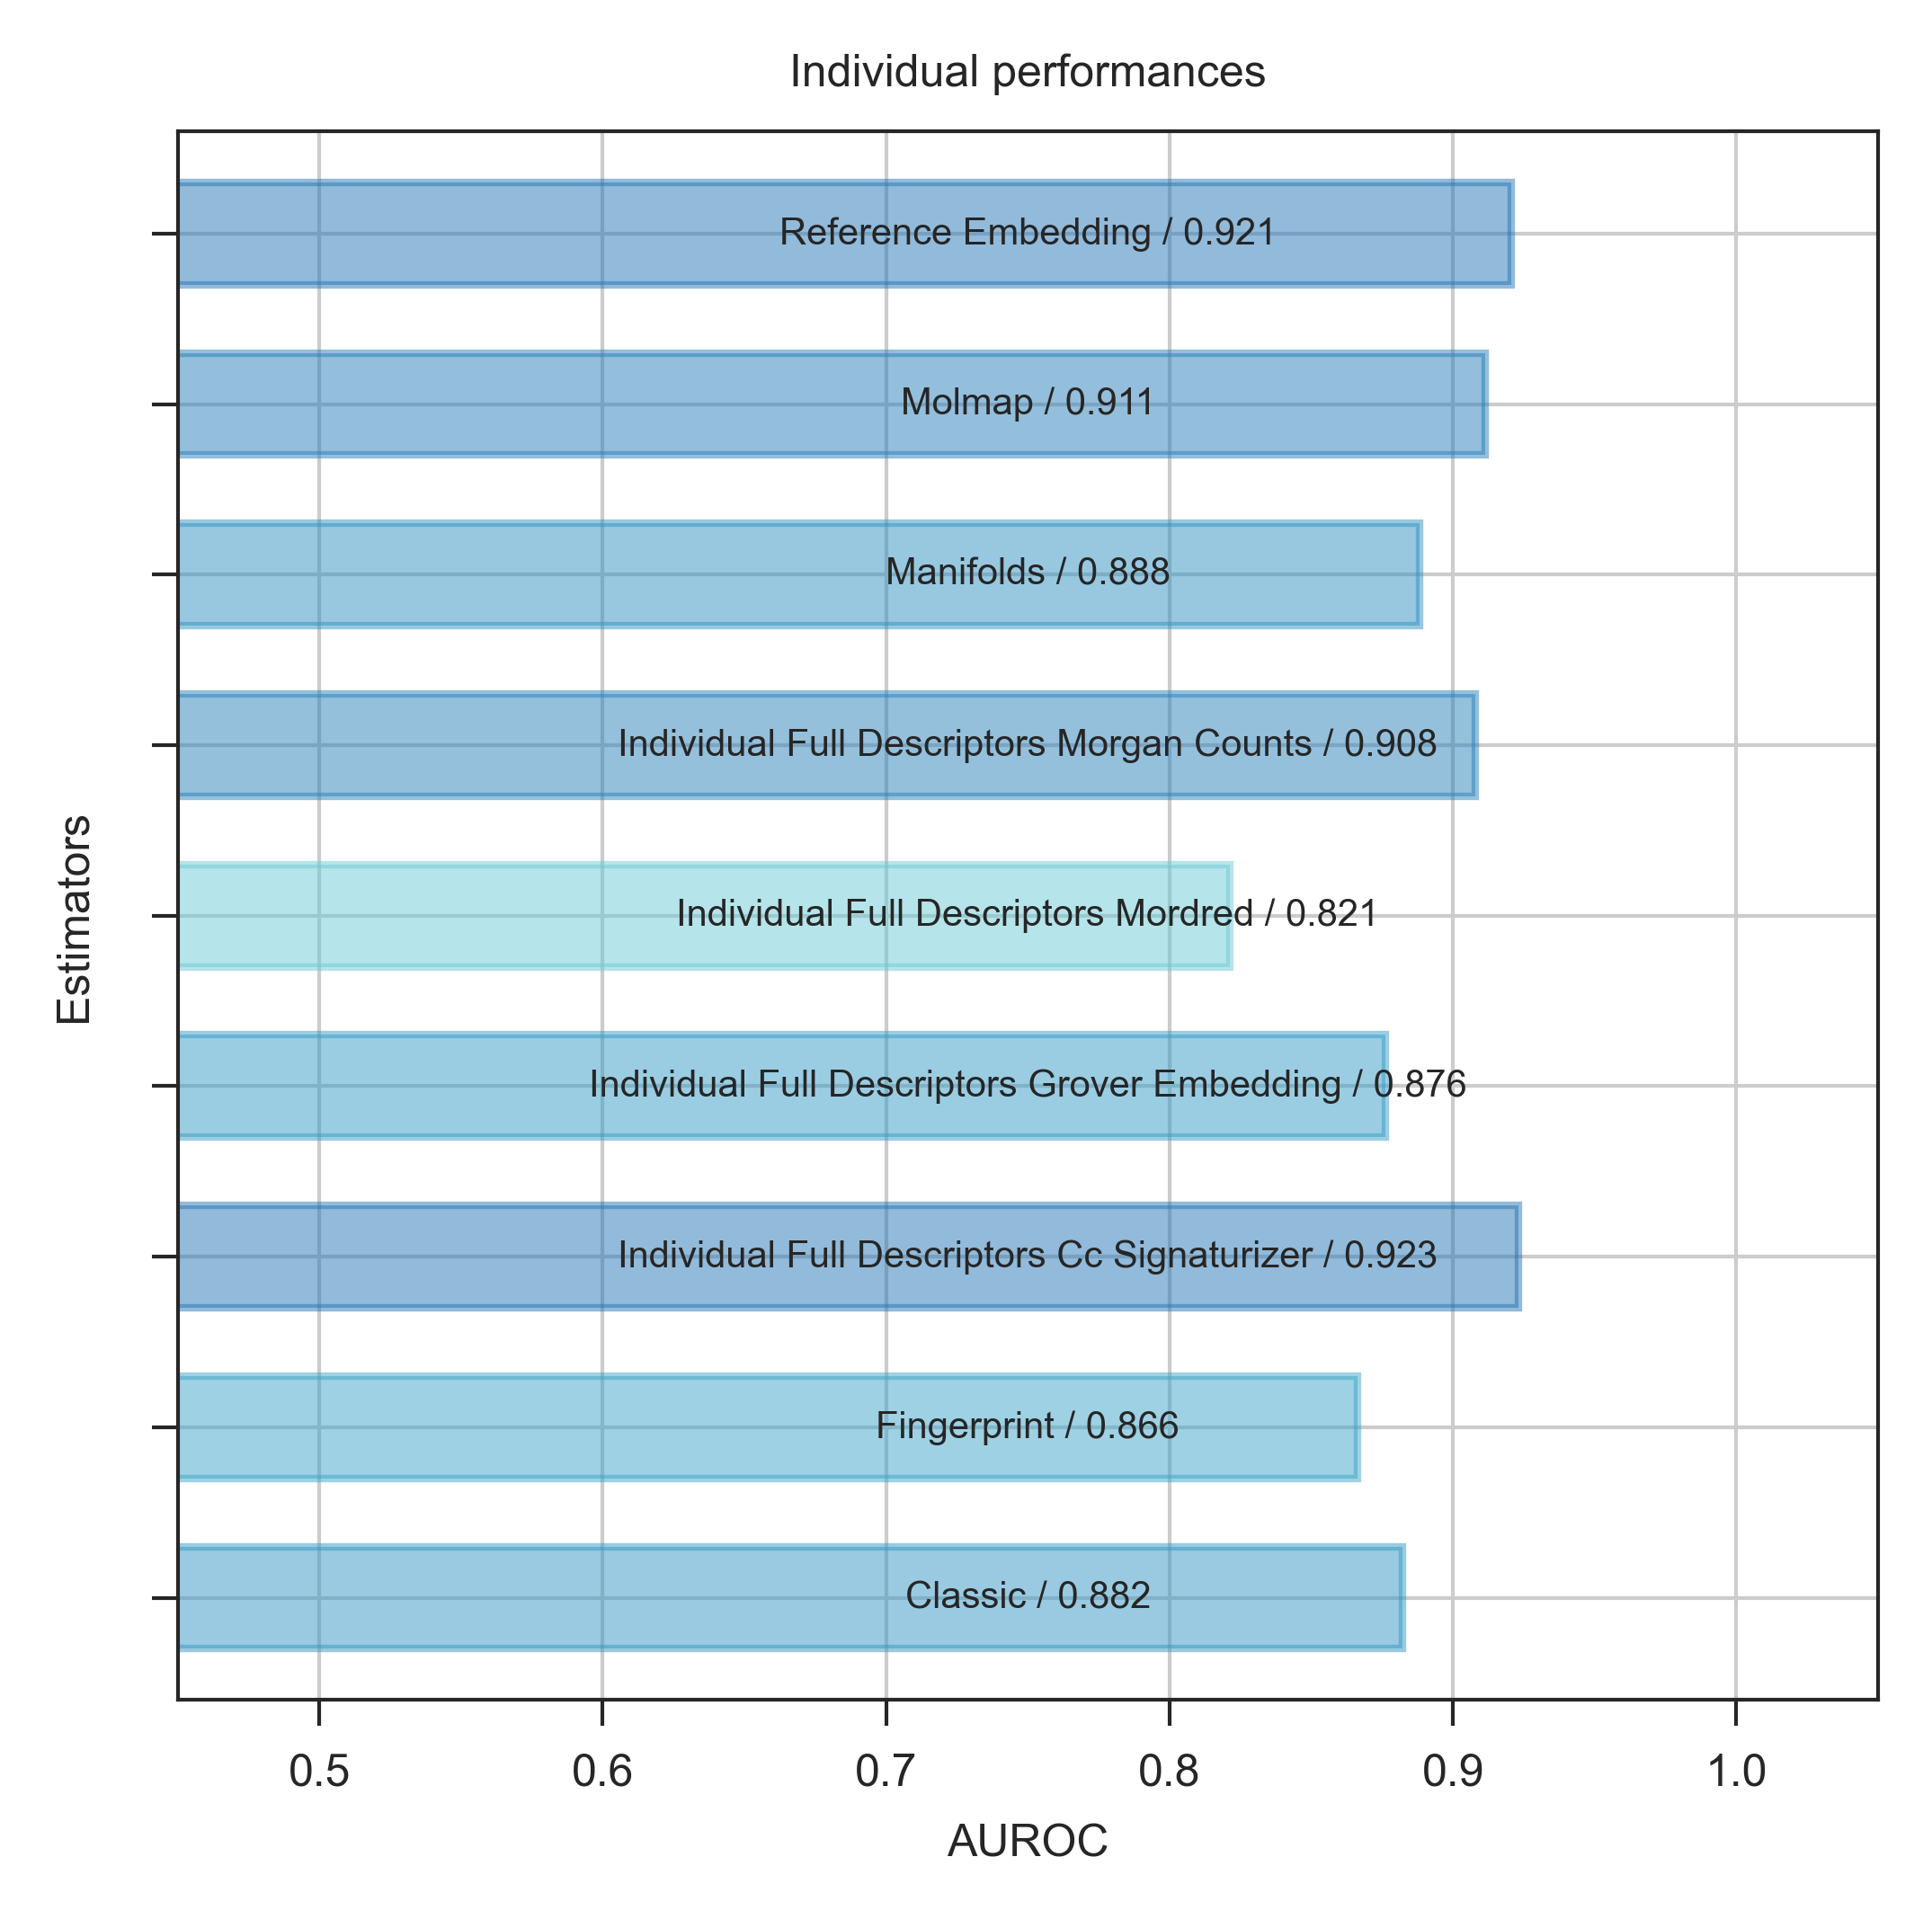 Individual performances
Reference Embedding / 0.921
Molmap / 0.911
Manifolds / 0.888
Individual Full Descriptors Morgan Counts / 0.908
Individual Full Descriptors Mordred / 0.821
Individual Full Descriptors Grover Embedding / 0.876
Individual Full Descriptors Cc Signaturizer / 0.923
Fingerprint / 0.866
Classic / 0.882
Estimators
0.5 0.6 0.7 0.8 0.9 1.0
AUROC